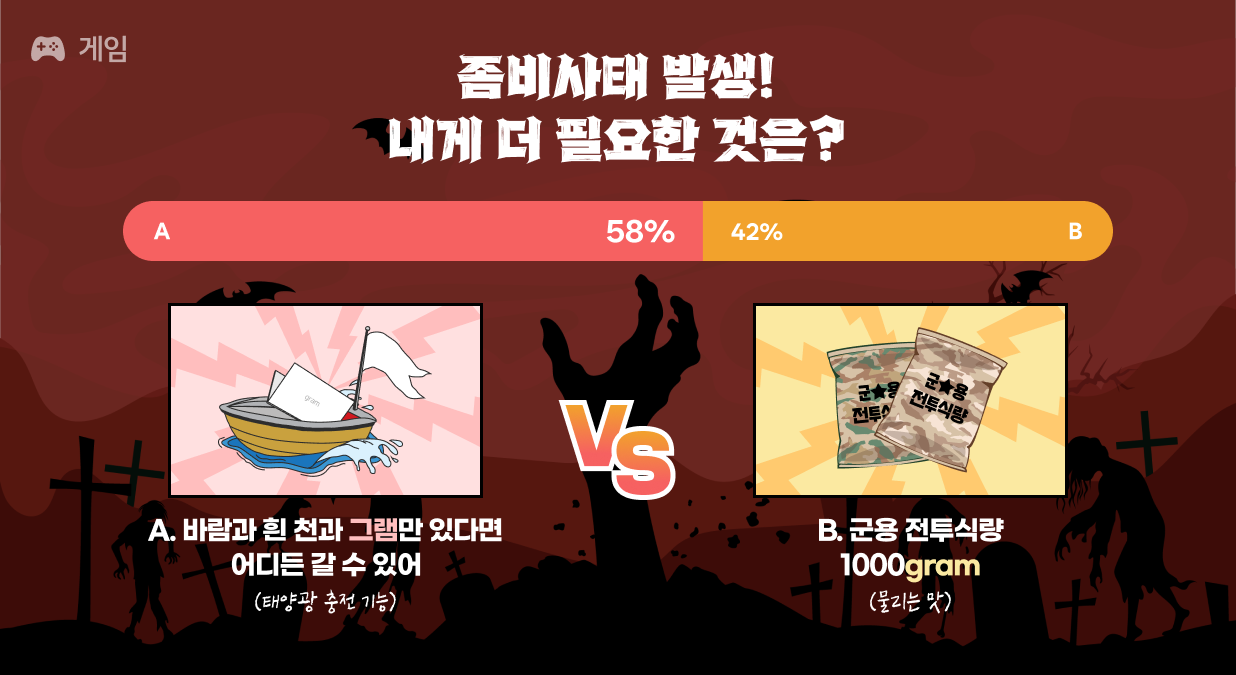 게임
좀비사태 발생!
내게 더 필요한 것은?
A
58%
42%
B
gram
VS
군★용
전투식량
군★용
전투식량
A. 바람과 흰 천과 그램만 있다면
어디든 갈 수 있어
(태양광 충전 기능)
B. 군용 전투식량
1000gram
(물리는 맛)